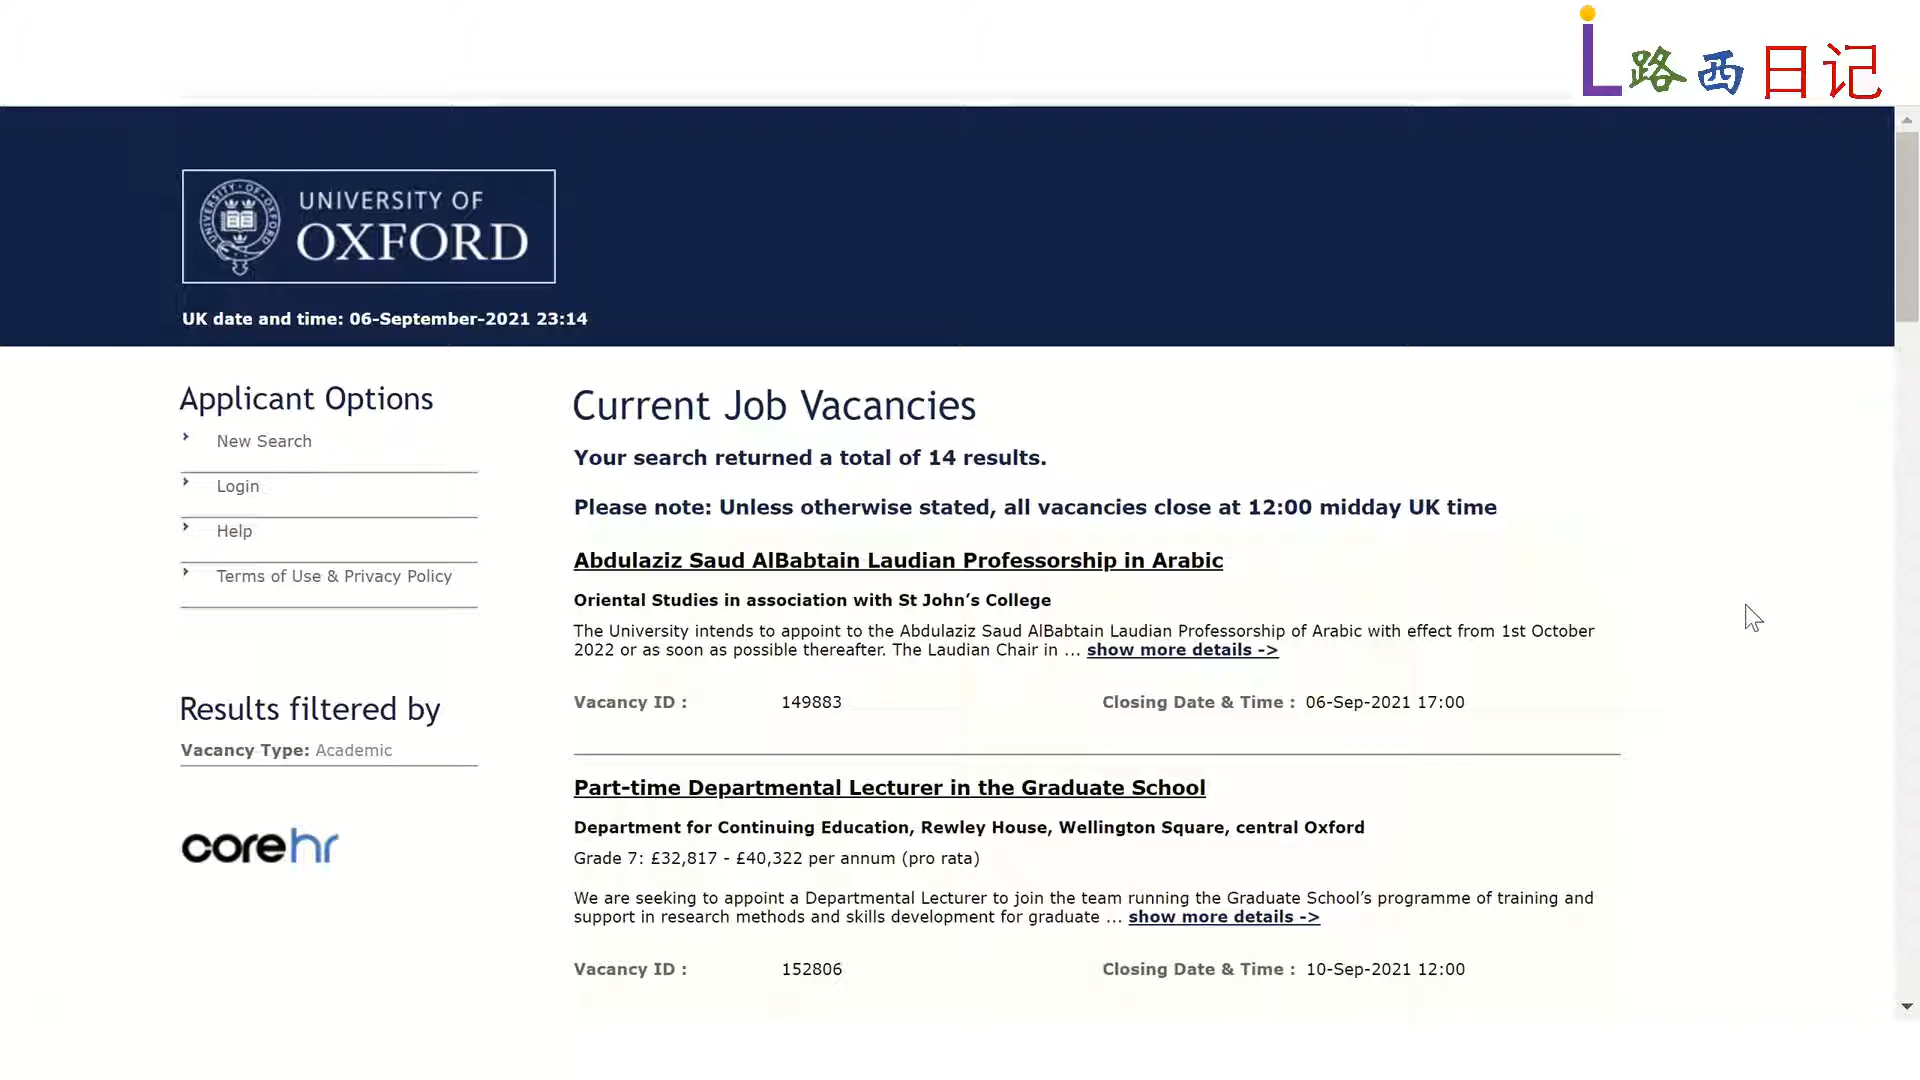 L路西日记
UNIVERSITY OF
OXFORD
UK date and time: 06-September-2021 23:14
Applicant Options
New Search
Login
Help
Terms of Use & Privacy Policy
Results filtered by
Vacancy Type: Academic
corehr
Current Job Vacancies
Your search returned a total of 14 results.
Please note: Unless otherwise stated, all vacancies close at 12:00 midday UK time
Abdulaziz Saud AlBabtain Laudian Professorship in Arabic
Oriental Studies in association with St John’s College
The University intends to appoint to the Abdulaziz Saud AlBabtain Laudian Professorship of Arabic with effect from 1st October
2022 or as soon as possible thereafter. The Laudian Chair in ... show more details ->
Vacancy ID : 149883 Closing Date & Time : 06-Sep-2021 17:00
Part-time Departmental Lecturer in the Graduate School
Department for Continuing Education, Rewley House, Wellington Square, central Oxford
Grade 7: £32,817 - £40,322 per annum (pro rata)
We are seeking to appoint a Departmental Lecturer to join the team running the Graduate School’s programme of training and
support in research methods and skills development for graduate ... show more details ->
Vacancy ID : 152806 Closing Date & Time : 10-Sep-2021 12:00